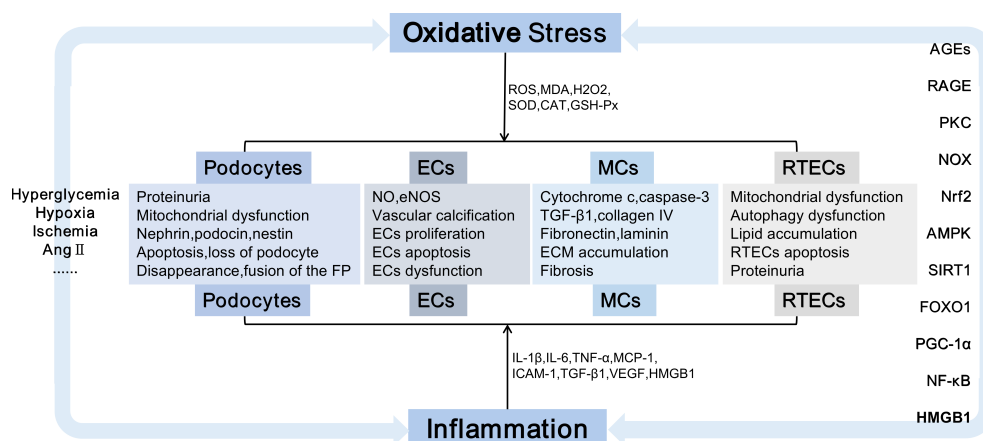 Oxidative Stress
ROS,MDA,H2O2,
SOD,CAT,GSH-Px
Hyperglycemia
Hypoxia
Ischemia
Ang Ⅱ
......
Podocytes
Proteinuria
Mitochondrial dysfunction
Nephrin,podocin,nestin
Apoptosis,loss of podocyte
Disappearance,fusion of the FP
Podocytes
ECs
NO,eNOS
Vascular calcification
ECs proliferation
ECs apoptosis
ECs dysfunction
ECs
MCs
Cytochrome c,caspase-3
TGF-β1,collagen IV
Fibronectin,laminin
ECM accumulation
Fibrosis
MCs
RTECs
Mitochondrial dysfunction
Autophagy dysfunction
Lipid accumulation
RTECs apoptosis
Proteinuria
RTECs
AGEs
RAGE
PKC
NOX
Nrf2
AMPK
SIRT1
FOXO1
PGC-1α
NF-κB
HMGB1
IL-1β,IL-6,TNF-α,MCP-1,
ICAM-1,TGF-β1,VEGF,HMGB1
Inflammation